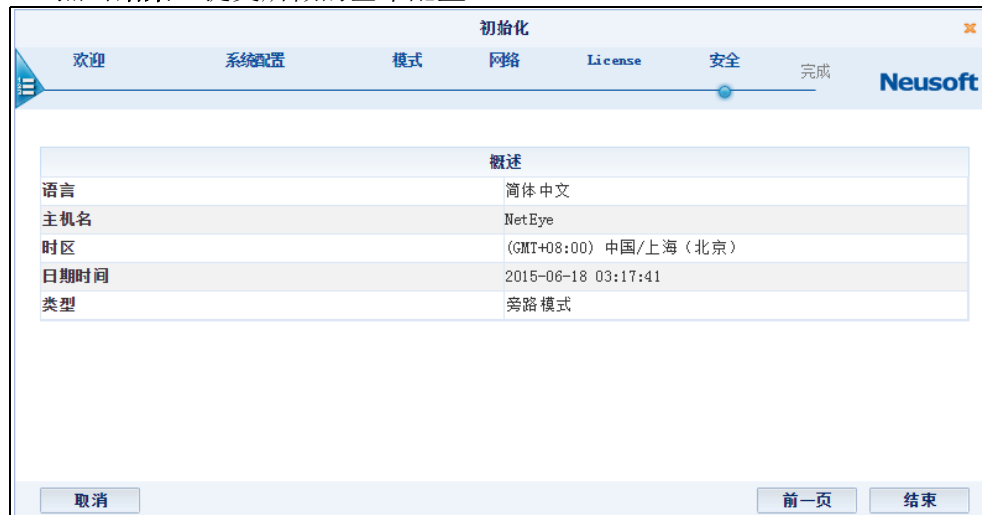 初始化
欢迎 系统配置 模式 网络 License 安全 完成
Neusoft
概述
语言 简体中文
主机名 NetEye
时区 (GMT+08:00) 中国/上海（北京）
日期时间 2015-06-18 03:17:41
类型 旁路模式
取消 前一页 结束